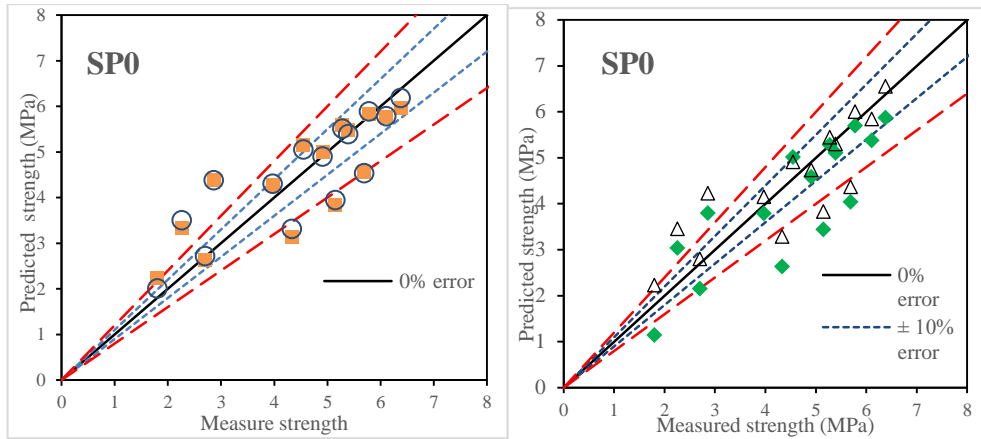 SP0
Predicted strength (MPa)
8
7
6
5
4
3
2
1
0
0% error
0 1 2 3 4 5 6 7 8
Measure strength
SP0
Predicted strength (MPa)
8
7
6
5
4
3
2
1
0
0%
error
± 10%
error
0 1 2 3 4 5 6 7 8
Measured strength (MPa)